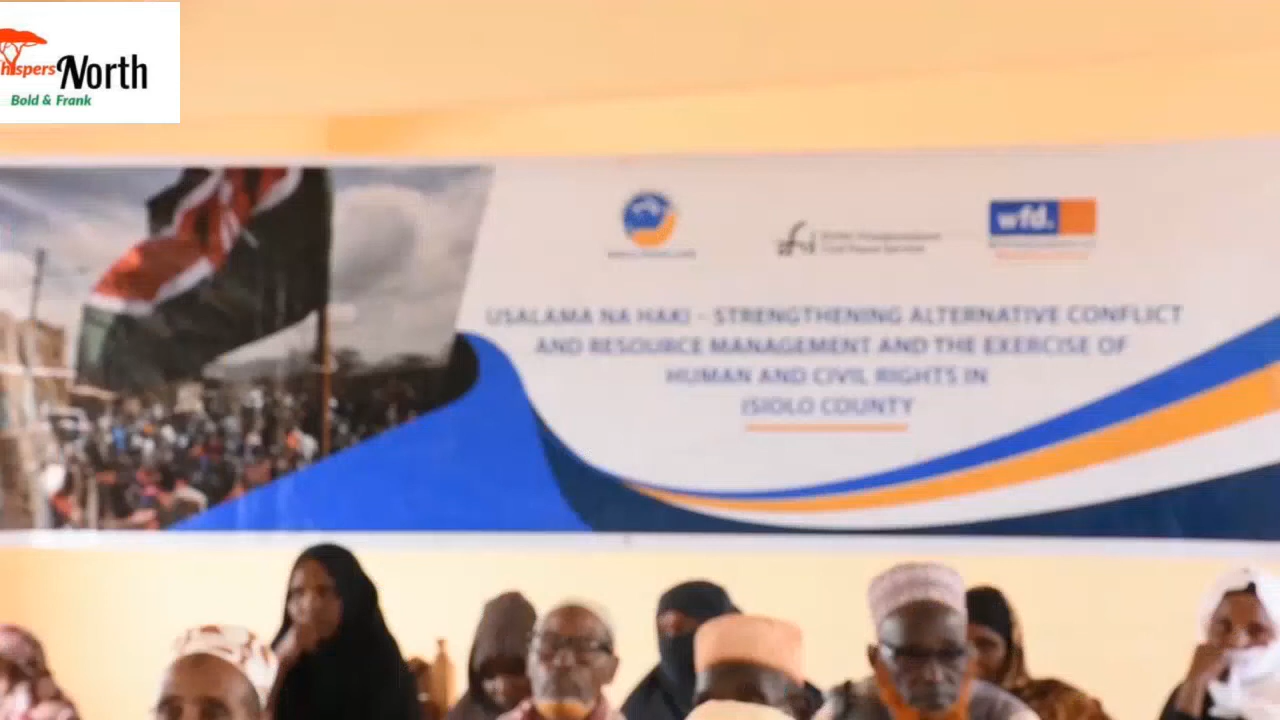 hispers North
Bold & Frank
wfd.
USALAMA NA HAKI - STRENGTHENING ALTERNATIVE CONFLICT
AND RESOURCE MANAGEMENT AND THE EXERCISE OF
HUMAN AND CIVIL RIGHTS IN
ISIOLO COUNTY